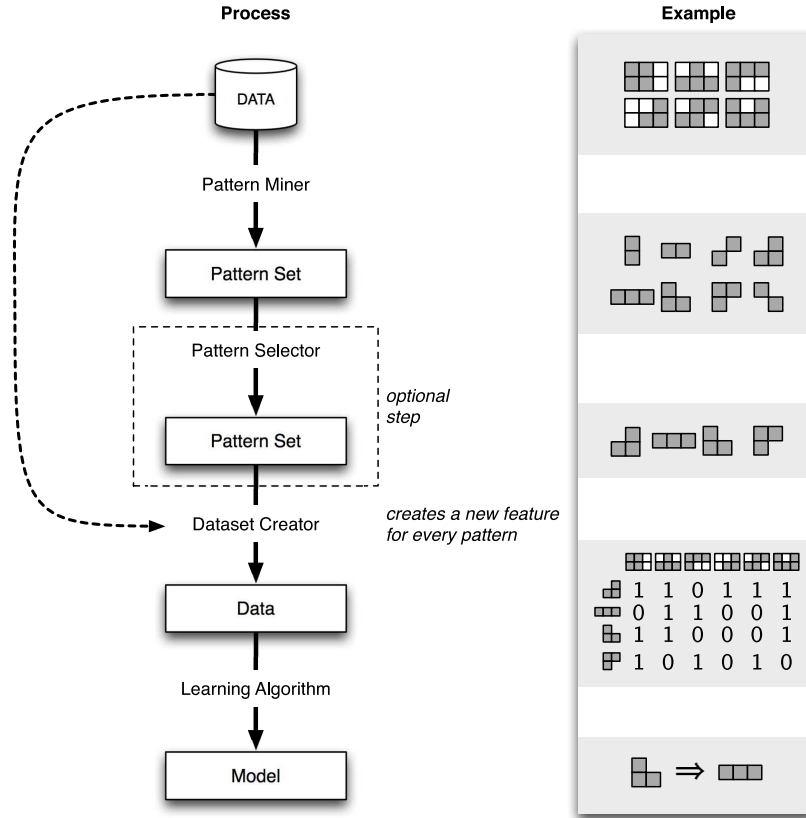 Process
Example
DATA
Pattern Miner
Pattern Set
Pattern Selector
optional
step
Pattern Set
Dataset Creator
creates a new feature
for every pattern
Data
1 1 0 1 1 1
0 1 1 0 0 1
1 1 0 0 0 1
1 0 1 0 1 0
Learning Algorithm
Model
⇒